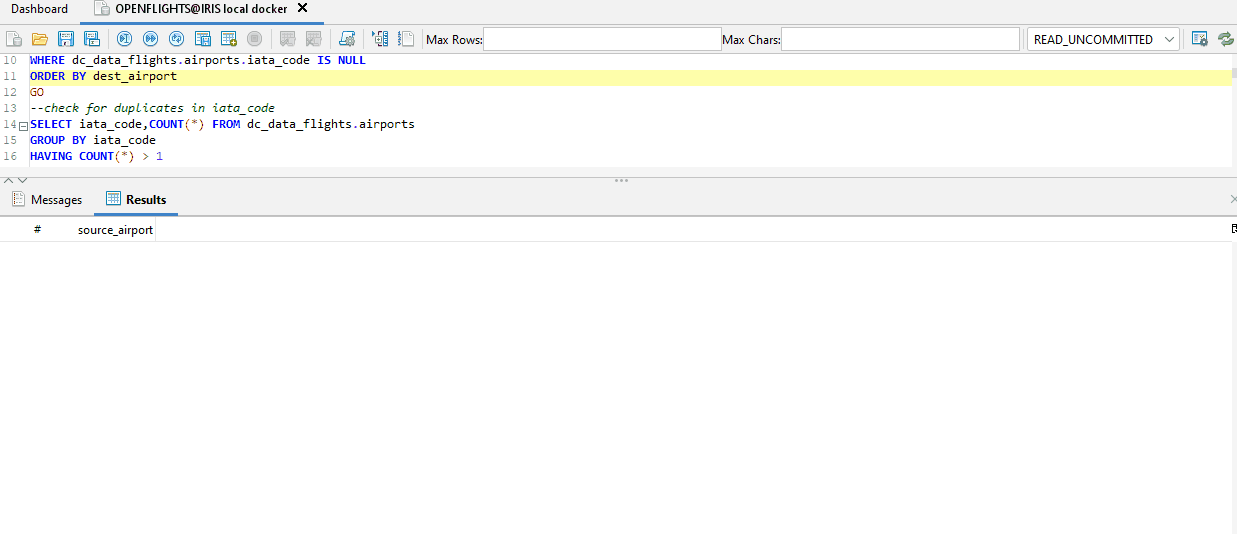 Dashboard OPENFLIGHTS@IRIS local docker
Max Rows: Max Chars: READ_UNCOMMITTED
10 WHERE dc_data_flights.airports.iata_code IS NULL
11 ORDER BY dest_airport
12 GO
13 --check for duplicates in iata_code
14 SELECT iata_code,COUNT(*) FROM dc_data_flights.airports
15 GROUP BY iata_code
16 HAVING COUNT(*) > 1
Messages Results
# source_airport